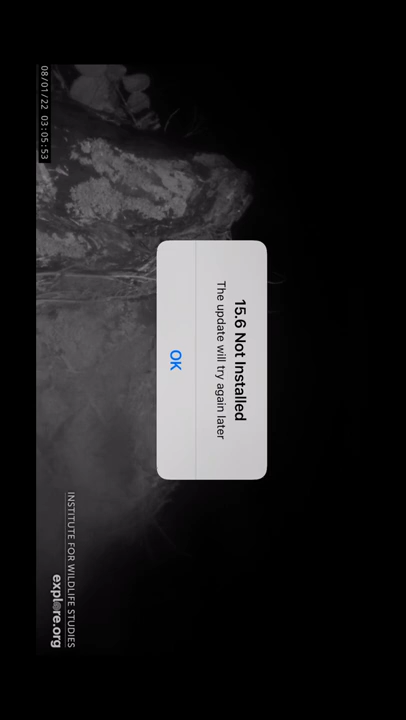 08/01/22 03:05:53
15.6 Not Installed
The update will try again later
OK
INSTITUTE FOR WILDLIFE STUDIES
explore.org